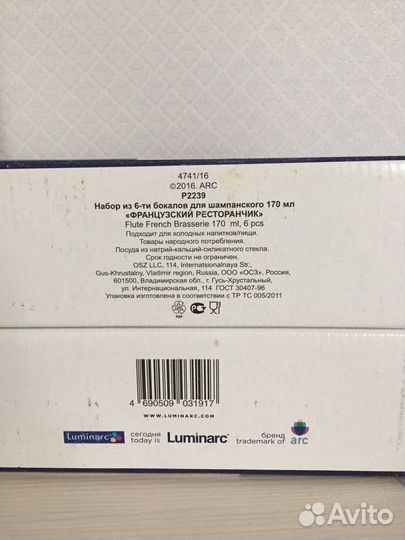 4741/16
©2016. ARC
P2239
Набор из 6-ти бокалов для шампанского 170 мл
«ФРАНЦУЗСКИЙ РЕСТОРАНЧИК»
Flute French Brasserie 170 ml, 6 pcs
Подходит для холодных напитков/пищи.
Товары народного потребления.
Посуда из натрий-кальций-силикатного стекла.
Срок годности не ограничен.
OSZ LLC, 114, Internatsionalnaya Str.,
Gus-Khrustalny, Vladimir region, Russia, ООО «ОСЗ», Россия,
601500, Владимирская обл., г. Гусь-Хрустальный,
ул. Интернациональная, 114 ГОСТ 30407-96
Упаковка изготовлена в соответствии с ТР ТС 005/2011
PAP
4 690509 031917
WWW.LUMINARC.COM
Luminarc
сегодня
today is
Luminarc
бренд
trademark of
arc
Avito